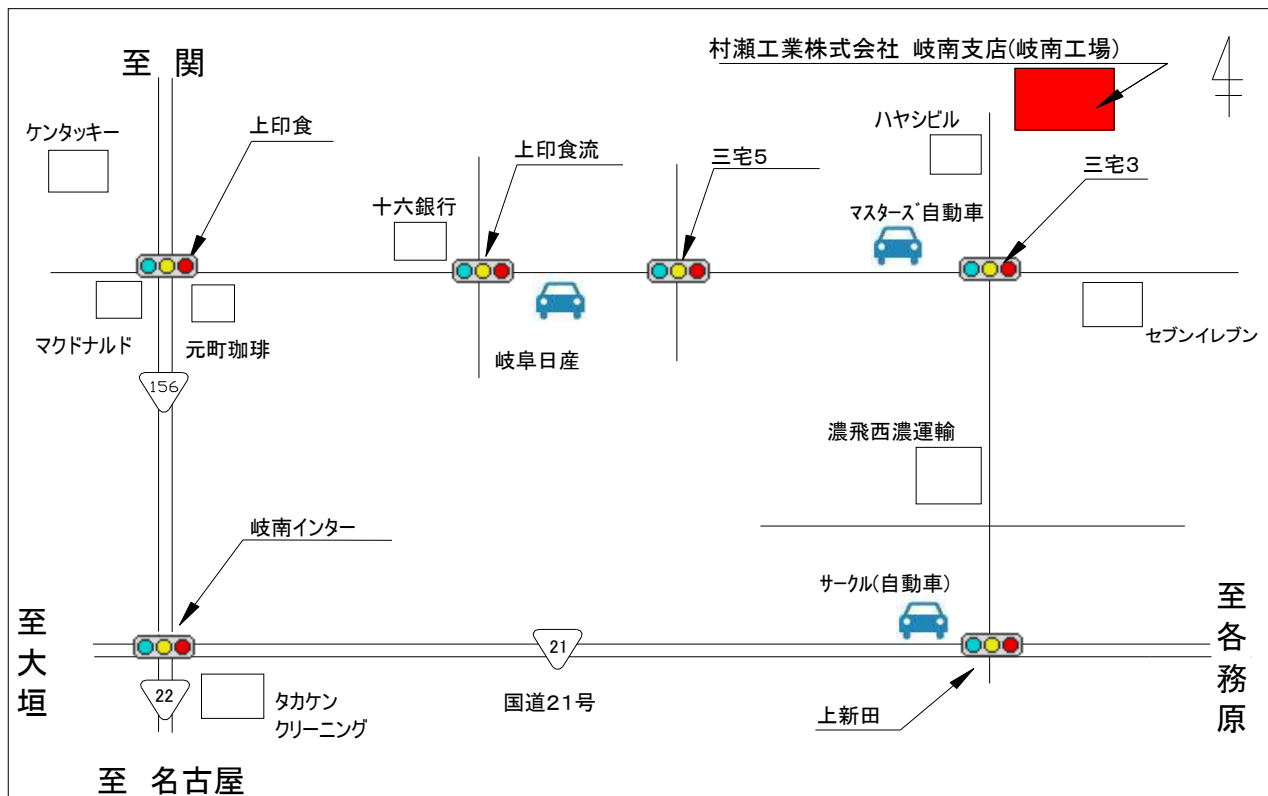 村瀬工業株式会社 岐南支店(岐南工場)
至 関
ケンタッキー
上印食
十六銀行
上印食流
三宅5
ハヤシビル
三宅3
マスターズ自動車
マクドナルド
元町珈琲
岐阜日産
セブンイレブン
156
濃飛西濃運輸
岐南インター
サークル(自動車)
至大垣
至各務原
21
22
タカケン
クリーニング
国道21号
上新田
至 名古屋